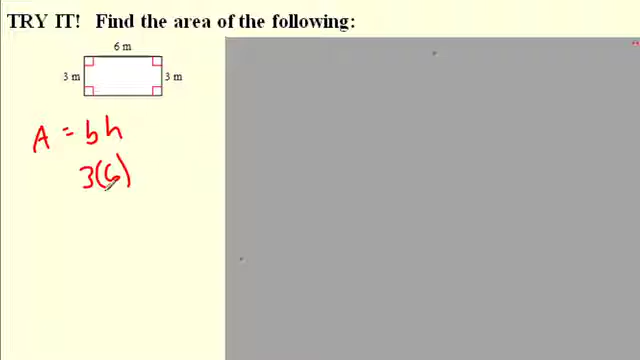 TRY IT! Find the area of the following:
6 m
3 m 3 m
A = bh
3(6)